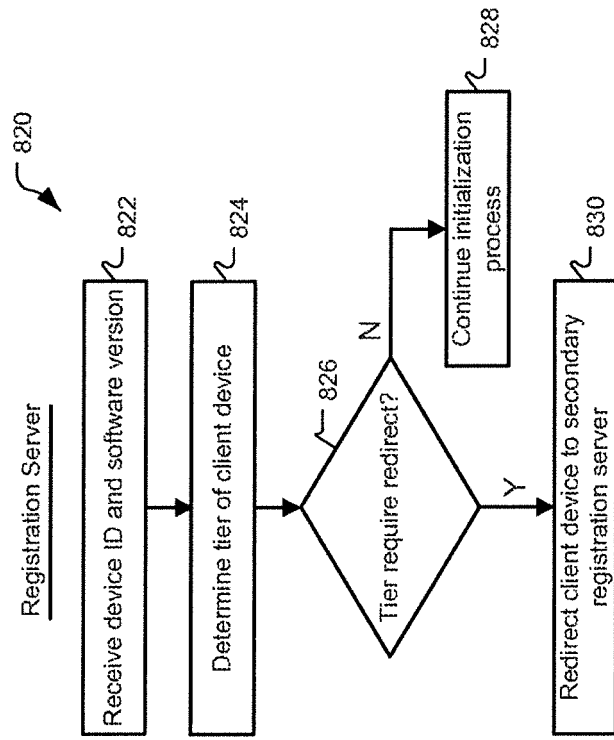 Registration Server
820
Receive device ID and software version
822
Determine tier of client device
824
Tier require redirect?
826
N
Continue initialization
process
828
Y
Redirect client device to secondary
registration server
830